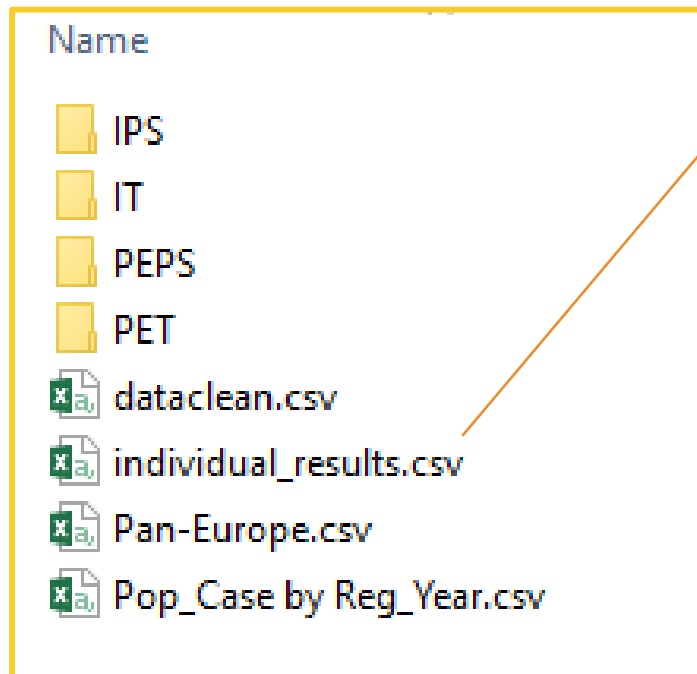 Name
IPS
IT
PEPS
PET
dataclean.csv
individual_results.csv
Pan-Europe.csv
Pop_Case by Reg_Year.csv